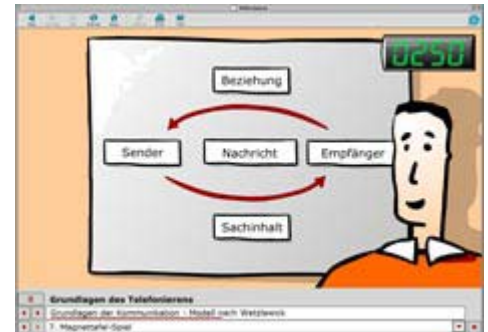 0250
Beziehung
Sender
Nachricht
Empfänger
Sachinhalt
Grundlagen des Telefonierens
Grundlagen der Kommunikation - Modell nach Watzlawick
7. Magnettafel-Spiel